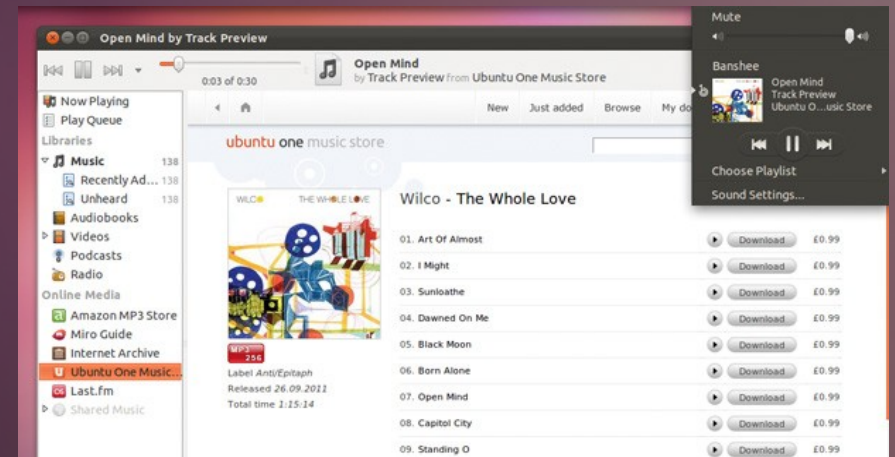 Open Mind by Track Preview
0:03 of 0:30
Open Mind
by Track Preview from Ubuntu One Music Store
Mute
Banshee
Open Mind
Track Preview
Ubuntu O...usic Store
Choose Playlist
Sound Settings...
Now Playing
Play Queue
Libraries
Music 138
Recently Ad... 138
Unheard 138
Audiobooks
Videos
Podcasts
Radio
Online Media
Amazon MP3 Store
Miro Guide
Internet Archive
Ubuntu One Music...
Last.fm
Shared Music
New Just added Browse My do
ubuntu one music store
WILCO THE WHOLE LOVE
MP3
256
Label Anti/Epitaph
Released 26.09.2011
Total time 1:15:14
Wilco - The Whole Love
01. Art Of Almost Download £0.99
02. I Might Download £0.99
03. Sunloathe Download £0.99
04. Dawned On Me Download £0.99
05. Black Moon Download £0.99
06. Born Alone Download £0.99
07. Open Mind Download £0.99
08. Capitol City Download £0.99
09. Standing O Download £0.99